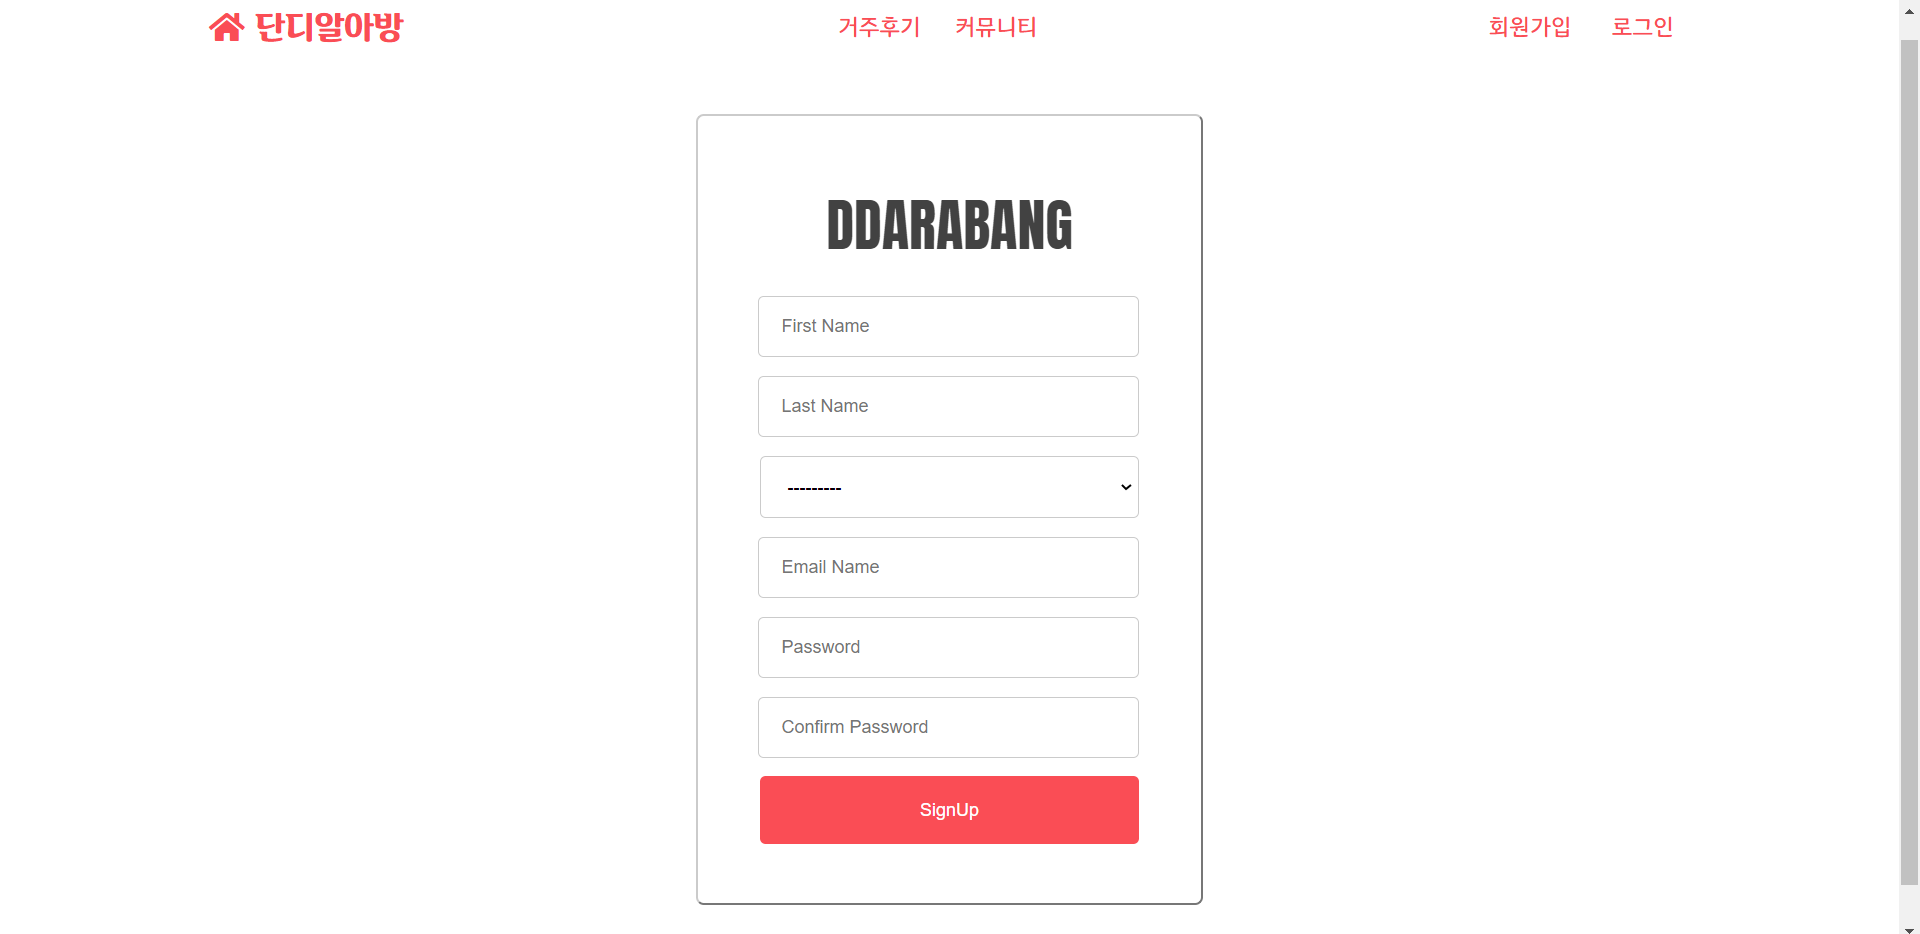 단디알아방 거주후기 커뮤니티 회원가입 로그인
DDARABANG
First Name
Last Name
---------
Email Name
Password
Confirm Password
SignUp